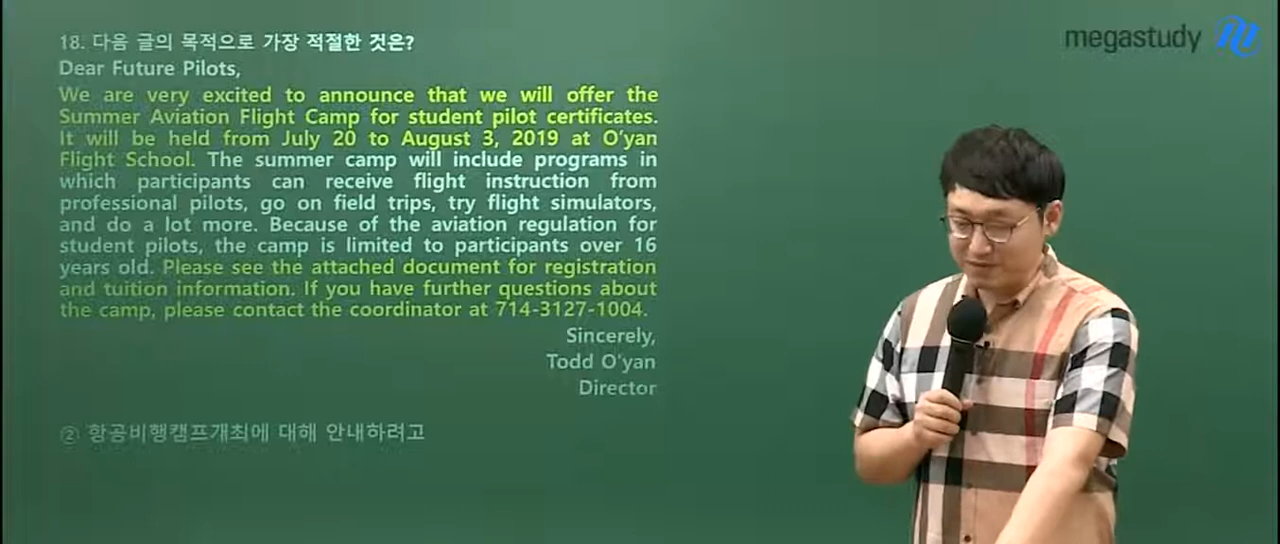 megastudy
18. 다음 글의 목적으로 가장 적절한 것은?
Dear Future Pilots,
We are very excited to announce that we will offer the
Summer Aviation Flight Camp for student pilot certificates.
It will be held from July 20 to August 3, 2019 at O'yan
Flight School. The summer camp will include programs in
which participants can receive flight instruction from
professional pilots, go on field trips, try flight simulators,
and do a lot more. Because of the aviation regulation for
student pilots, the camp is limited to participants over 16
years old. Please see the attached document for registration
and tuition information. If you have further questions about
the camp, please contact the coordinator at 714-3127-1004.
Sincerely,
Todd O'yan
Director
② 항공비행캠프개최에 대해 안내하려고